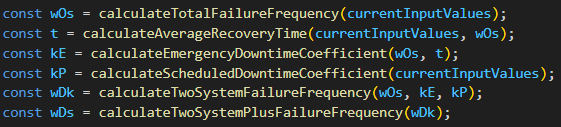 const wOs = calculateTotalFailureFrequency(currentInputValues);
const t = calculateAverageRecoveryTime(currentInputValues, wOs);
const kE = calculateEmergencyDowntimeCoefficient(wOs, t);
const kP = calculateScheduledDowntimeCoefficient(currentInputValues);
const wDk = calculateTwoSystemFailureFrequency(wOs, kE, kP);
const wDs = calculateTwoSystemPlusFailureFrequency(wDk);